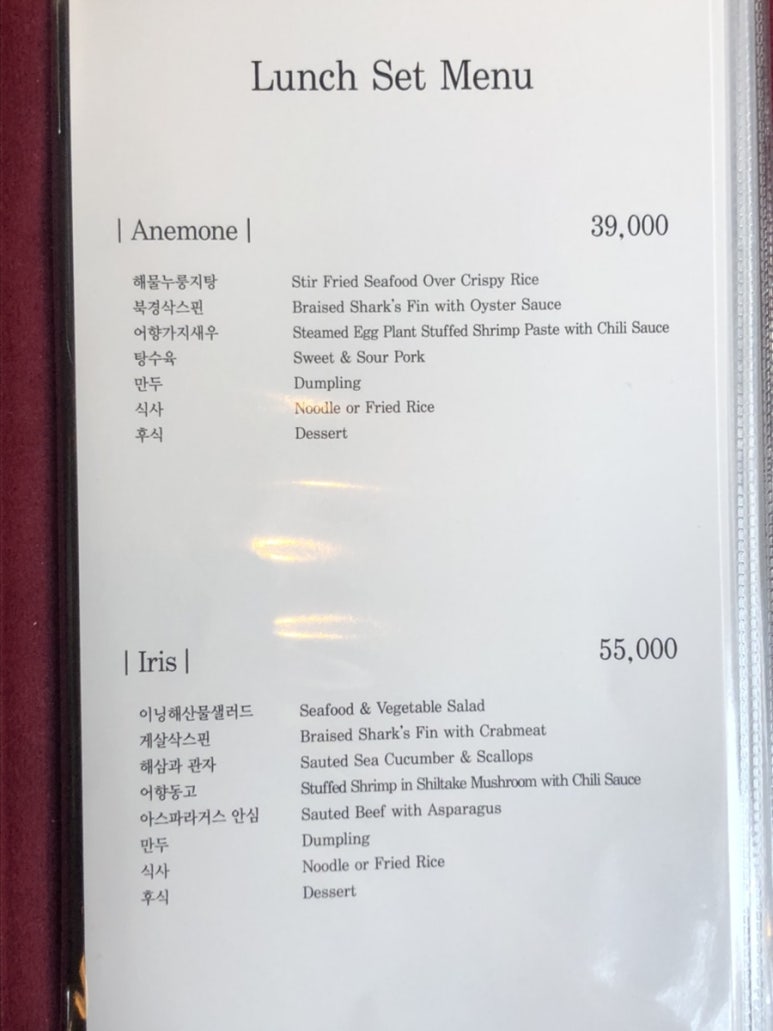 Lunch Set Menu
| Anemone | 39,000
해물누룽지탕 Stir Fried Seafood Over Crispy Rice
북경삭스핀 Braised Shark's Fin with Oyster Sauce
어향가지새우 Steamed Egg Plant Stuffed Shrimp Paste with Chili Sauce
탕수육 Sweet & Sour Pork
만두 Dumpling
식사 Noodle or Fried Rice
후식 Dessert
| Iris | 55,000
이닝해산물샐러드 Seafood & Vegetable Salad
게살삭스핀 Braised Shark's Fin with Crabmeat
해삼과 관자 Sauted Sea Cucumber & Scallops
어향동고 Stuffed Shrimp in Shiltake Mushroom with Chili Sauce
아스파라거스 안심 Sauted Beef with Asparagus
만두 Dumpling
식사 Noodle or Fried Rice
후식 Dessert